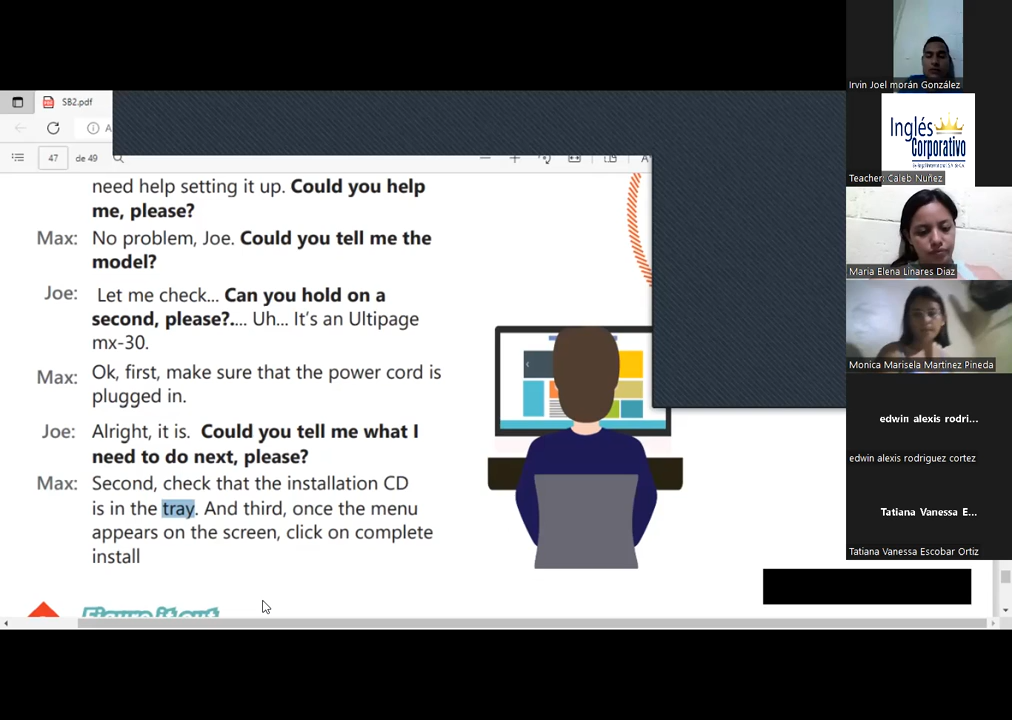 SB2.pdf
47 de 49
need help setting it up. Could you help
me, please?
Max: No problem, Joe. Could you tell me the
model?
Joe: Let me check... Can you hold on a
second, please?.... Uh... It's an Ultipage
mx-30.
Max: Ok, first, make sure that the power cord is
plugged in.
Joe: Alright, it is. Could you tell me what I
need to do next, please?
Max: Second, check that the installation CD
is in the tray. And third, once the menu
appears on the screen, click on complete
install
Figure it out
Irvin Joel morán González
Inglés
Corporativo
Teacher: Caleb Nuñez
Maria Elena Linares Diaz
Monica Marisela Martinez Pineda
edwin alexis rodri...
edwin alexis rodriguez cortez
Tatiana Vanessa E...
Tatiana Vanessa Escobar Ortiz